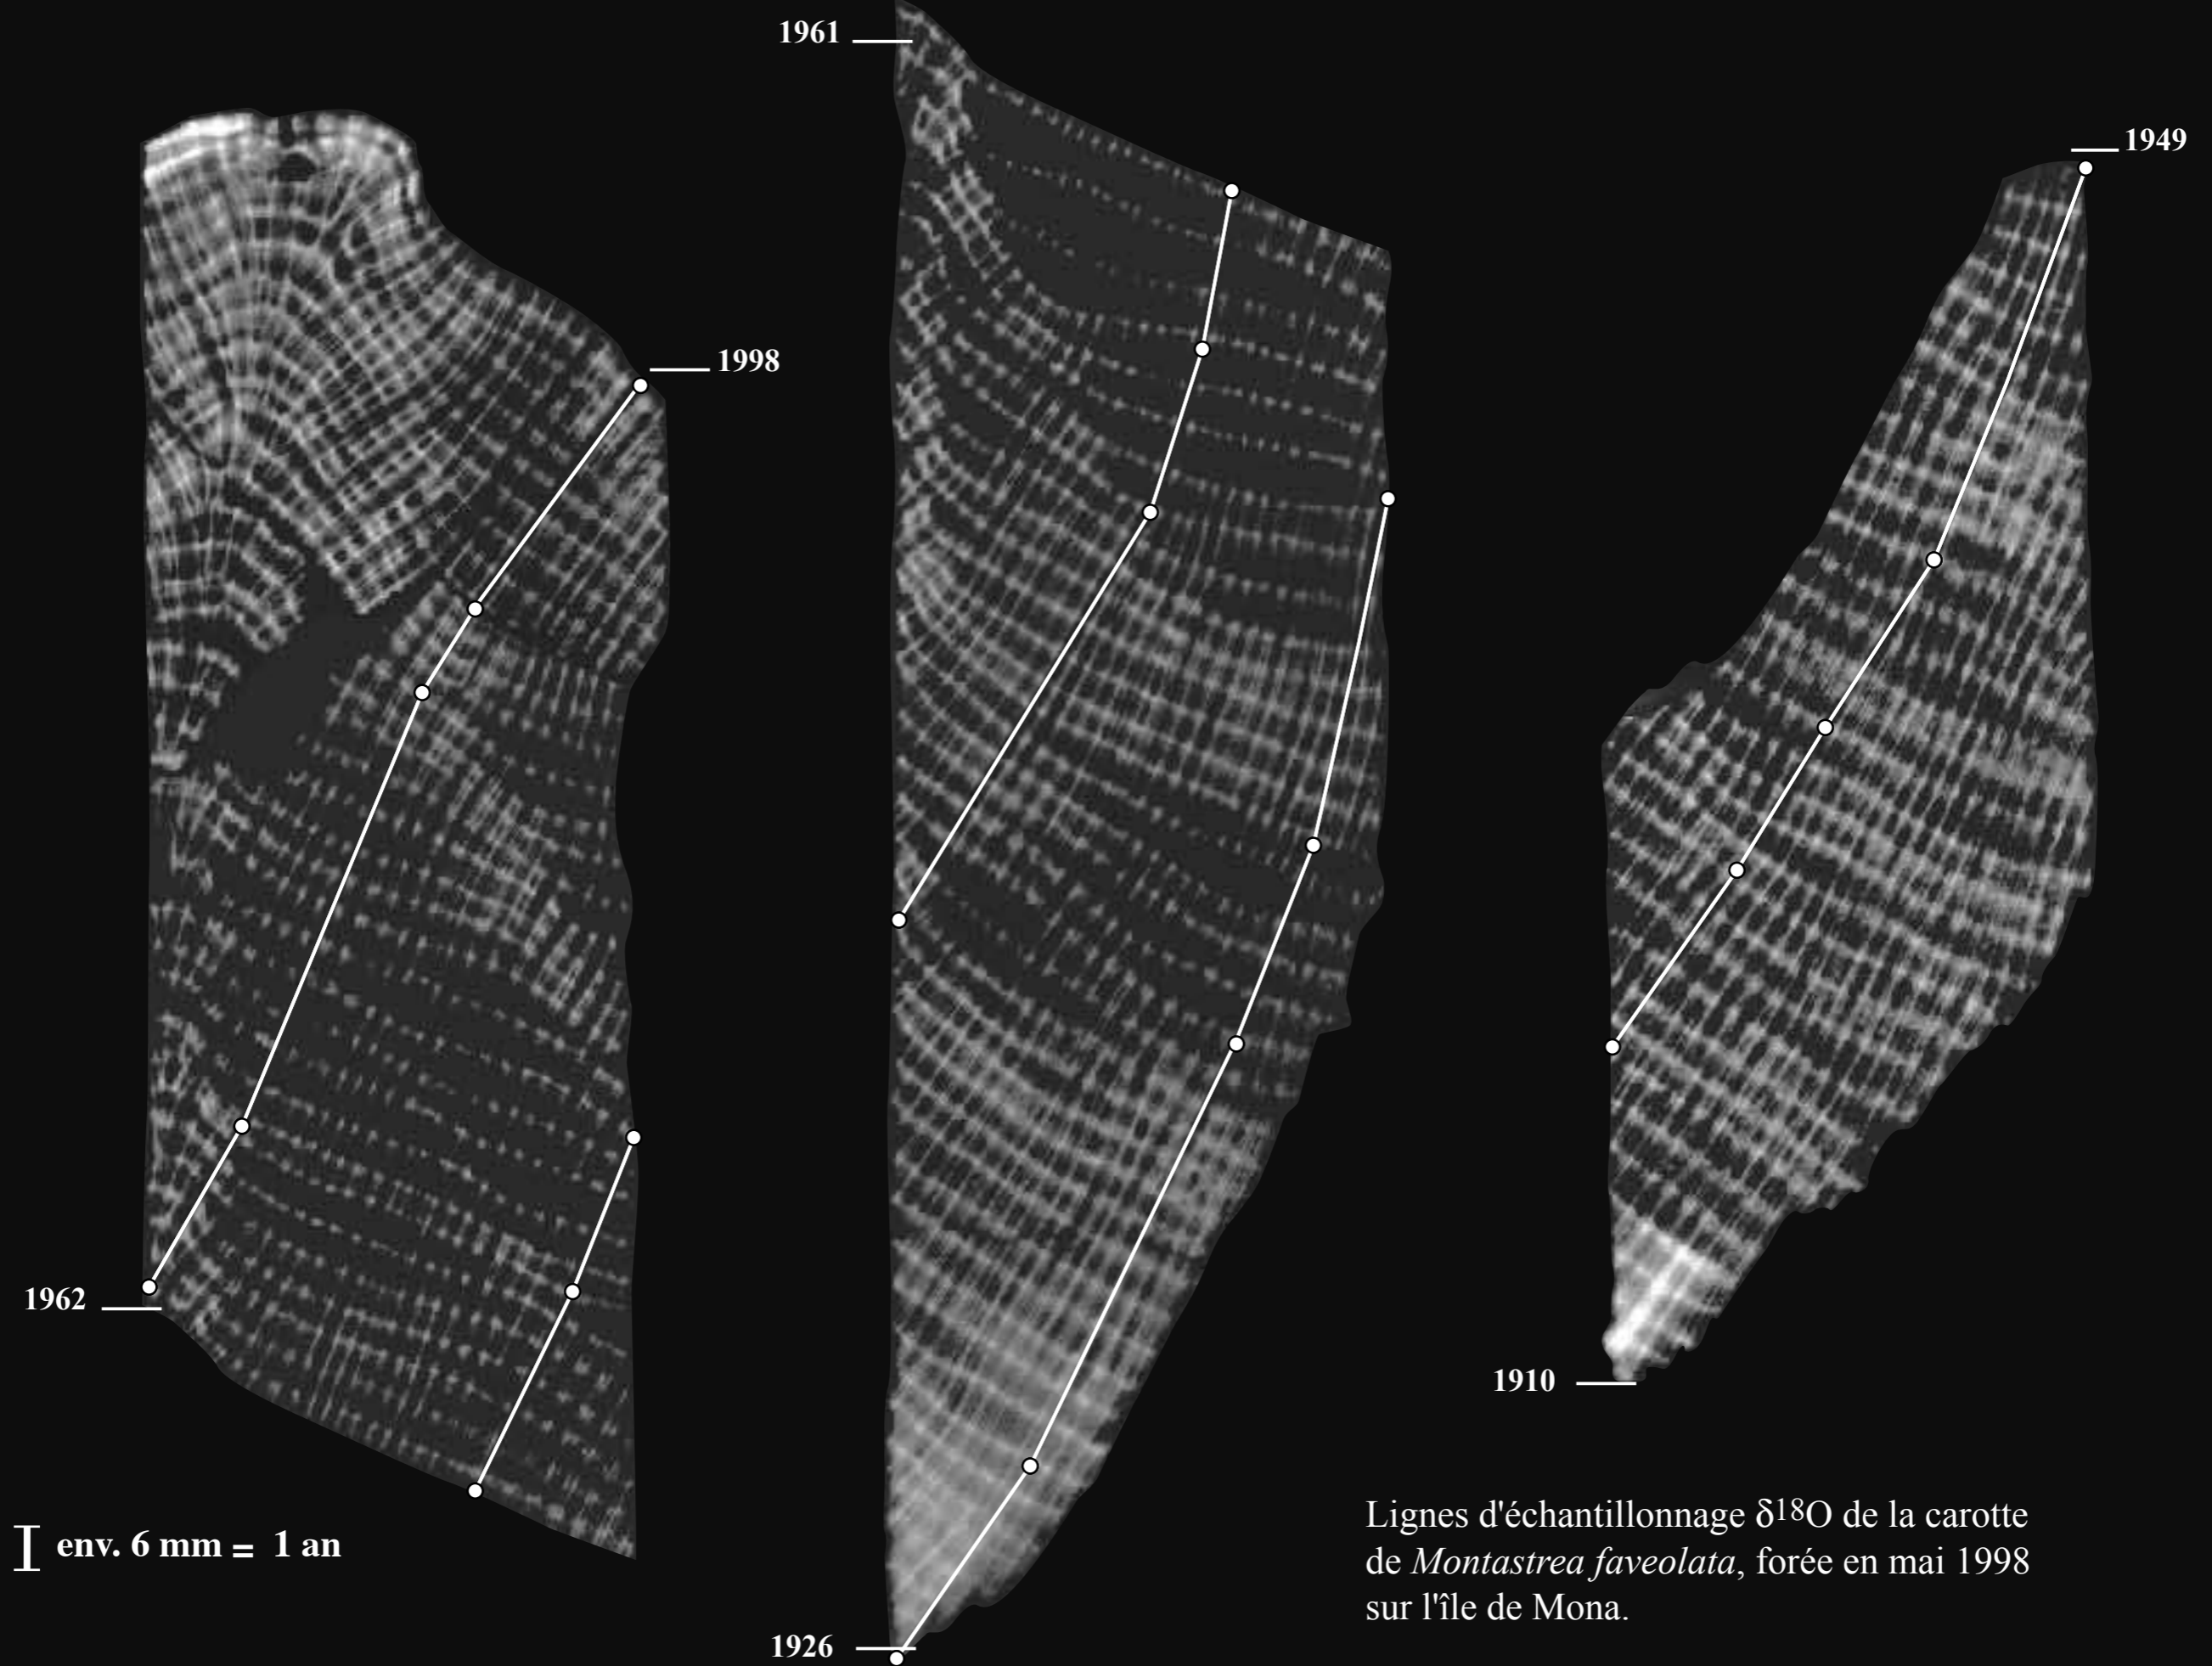 1961
1949
1998
1962
1910
env. 6 mm = 1 an
Lignes d'échantillonnage δ18O de la carotte
de Montastrea faveolata, forée en mai 1998
sur l'île de Mona.
1926